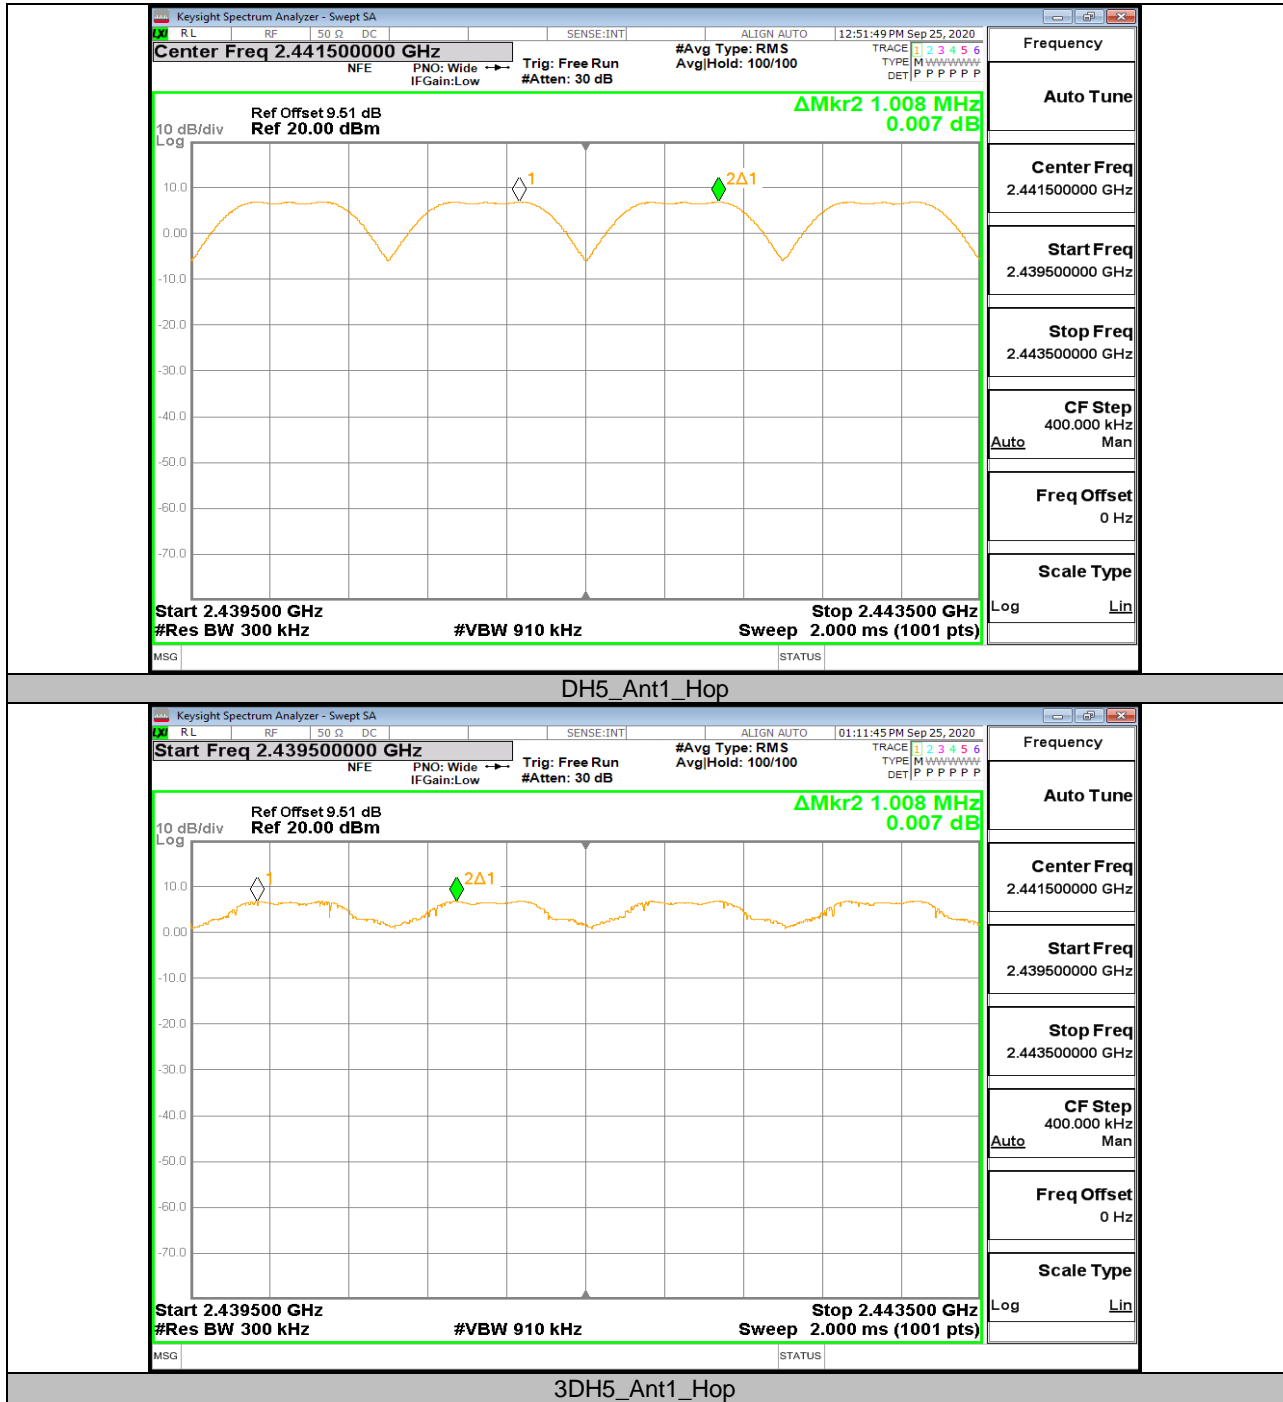 Keysight Spectrum Analyzer - Swept SA
LXI RL RF 50 Ω DC SENSE:INT ALIGN AUTO 12:51:49 PM Sep 25, 2020
Center Freq 2.441500000 GHz
NFE
PNO: Wide
IFGain:Low
Trig: Free Run
#Atten: 30 dB
#Avg Type: RMS
Avg|Hold: 100/100
TRACE 1 2 3 4 5 6
TYPE M WWWWW
DET P P P P P P
ΔMkr2 1.008 MHz
0.007 dB
Ref Offset 9.51 dB
10 dB/div Ref 20.00 dBm
Log
1
2Δ1
10.0
0.00
-10.0
-20.0
-30.0
-40.0
-50.0
-60.0
-70.0
Start 2.439500 GHz Stop 2.443500 GHz
#Res BW 300 kHz #VBW 910 kHz Sweep 2.000 ms (1001 pts)
MSG STATUS
Frequency
Auto Tune
Center Freq
2.441500000 GHz
Start Freq
2.439500000 GHz
Stop Freq
2.443500000 GHz
CF Step
400.000 kHz
Auto Man
Freq Offset
0 Hz
Scale Type
Log Lin
DH5_Ant1_Hop
Keysight Spectrum Analyzer - Swept SA
LXI RL RF 50 Ω DC SENSE:INT ALIGN AUTO 01:11:45 PM Sep 25, 2020
Start Freq 2.439500000 GHz
NFE
PNO: Wide
IFGain:Low
Trig: Free Run
#Atten: 30 dB
#Avg Type: RMS
Avg|Hold: 100/100
TRACE 1 2 3 4 5 6
TYPE M WWWWW
DET P P P P P P
ΔMkr2 1.008 MHz
0.007 dB
Ref Offset 9.51 dB
10 dB/div Ref 20.00 dBm
Log
1
2Δ1
10.0
0.00
-10.0
-20.0
-30.0
-40.0
-50.0
-60.0
-70.0
Start 2.439500 GHz Stop 2.443500 GHz
#Res BW 300 kHz #VBW 910 kHz Sweep 2.000 ms (1001 pts)
MSG STATUS
Frequency
Auto Tune
Center Freq
2.441500000 GHz
Start Freq
2.439500000 GHz
Stop Freq
2.443500000 GHz
CF Step
400.000 kHz
Auto Man
Freq Offset
0 Hz
Scale Type
Log Lin
3DH5_Ant1_Hop